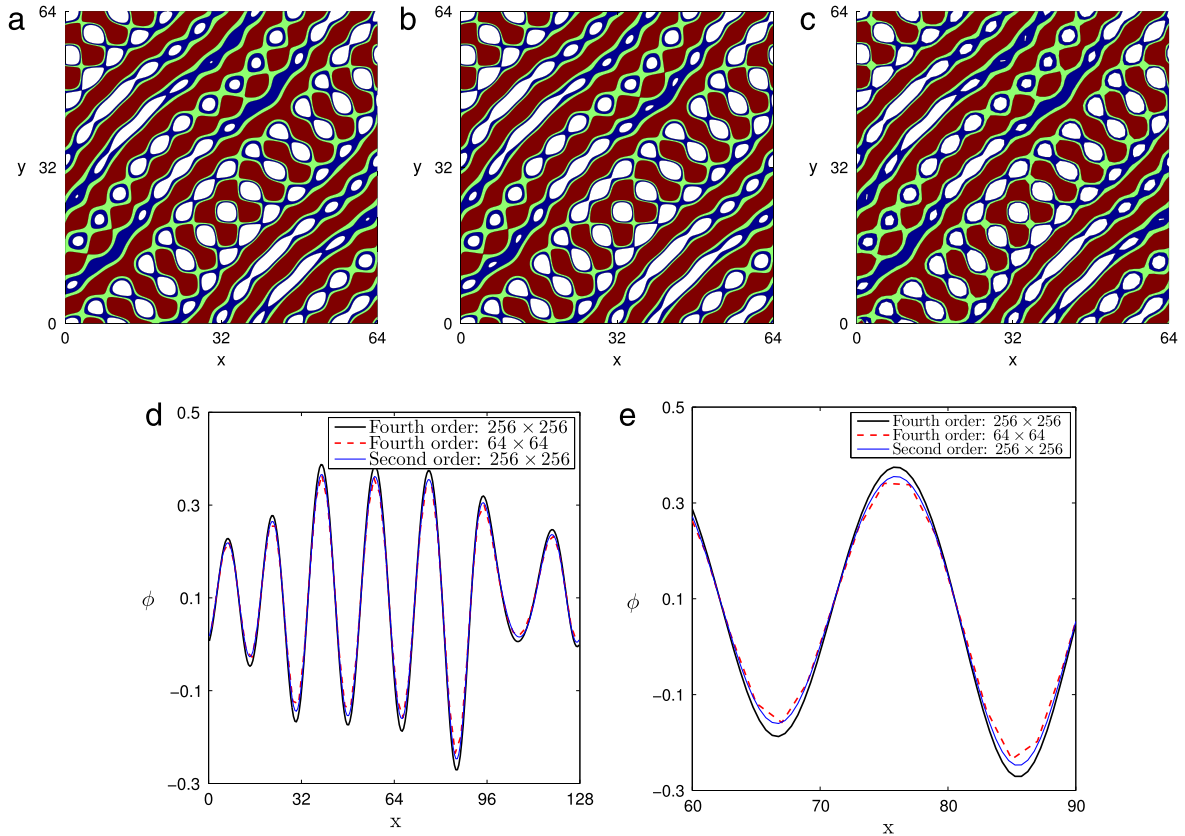 a
64
y
32
0
0
32
64
x
b
64
y
32
0
0
32
64
x
c
64
y
32
0
0
32
64
x
d
0.5
0.3
0.1
−0.1
−0.3
ϕ
0
32
64
96
128
x
Fourth order: 256 × 256
Fourth order: 64 × 64
Second order: 256 × 256
e
0.5
0.3
0.1
−0.1
−0.3
ϕ
60
70
80
90
x
Fourth order: 256 × 256
Fourth order: 64 × 64
Second order: 256 × 256